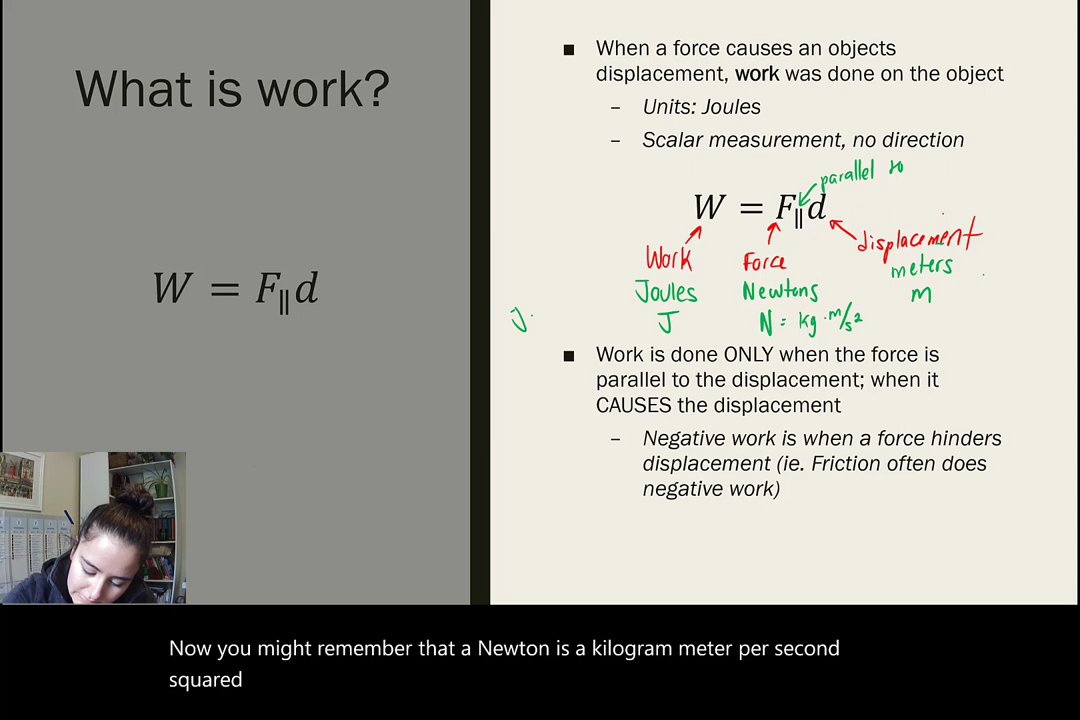 What is work?
W = F∥d
■ When a force causes an objects
displacement, work was done on the object
– Units: Joules
– Scalar measurement, no direction
parallel to
W = F∥d
Work
Joules
J
Force
Newtons
N = kg · m/s²
displacement
meters
m
J
■ Work is done ONLY when the force is
parallel to the displacement; when it
CAUSES the displacement
– Negative work is when a force hinders
displacement (ie. Friction often does
negative work)
Now you might remember that a Newton is a kilogram meter per second
squared